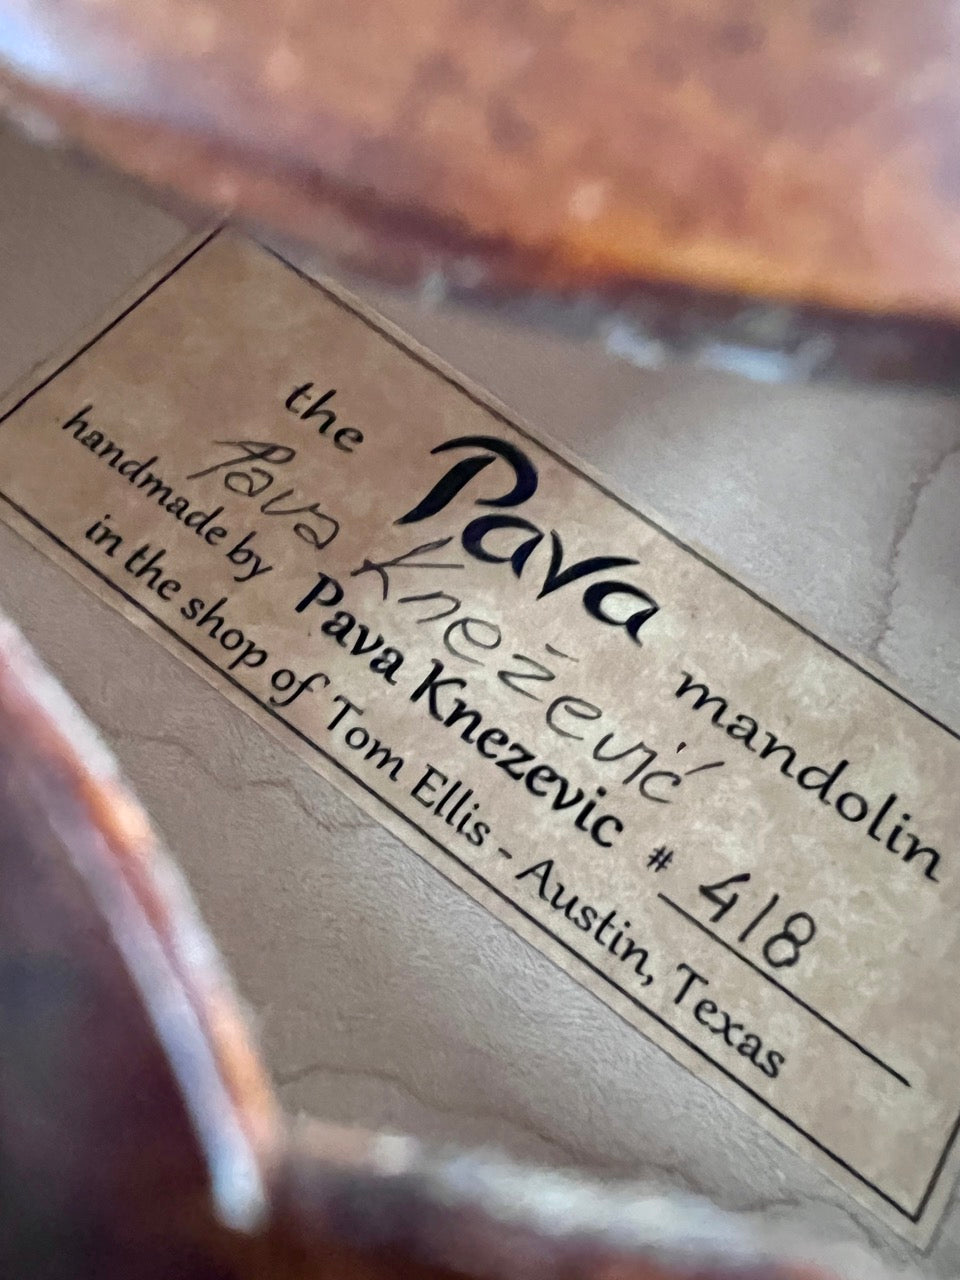 the Pava mandolin
Pava Knežević
handmade by Pava Knezevic # 418
in the shop of Tom Ellis - Austin, Texas